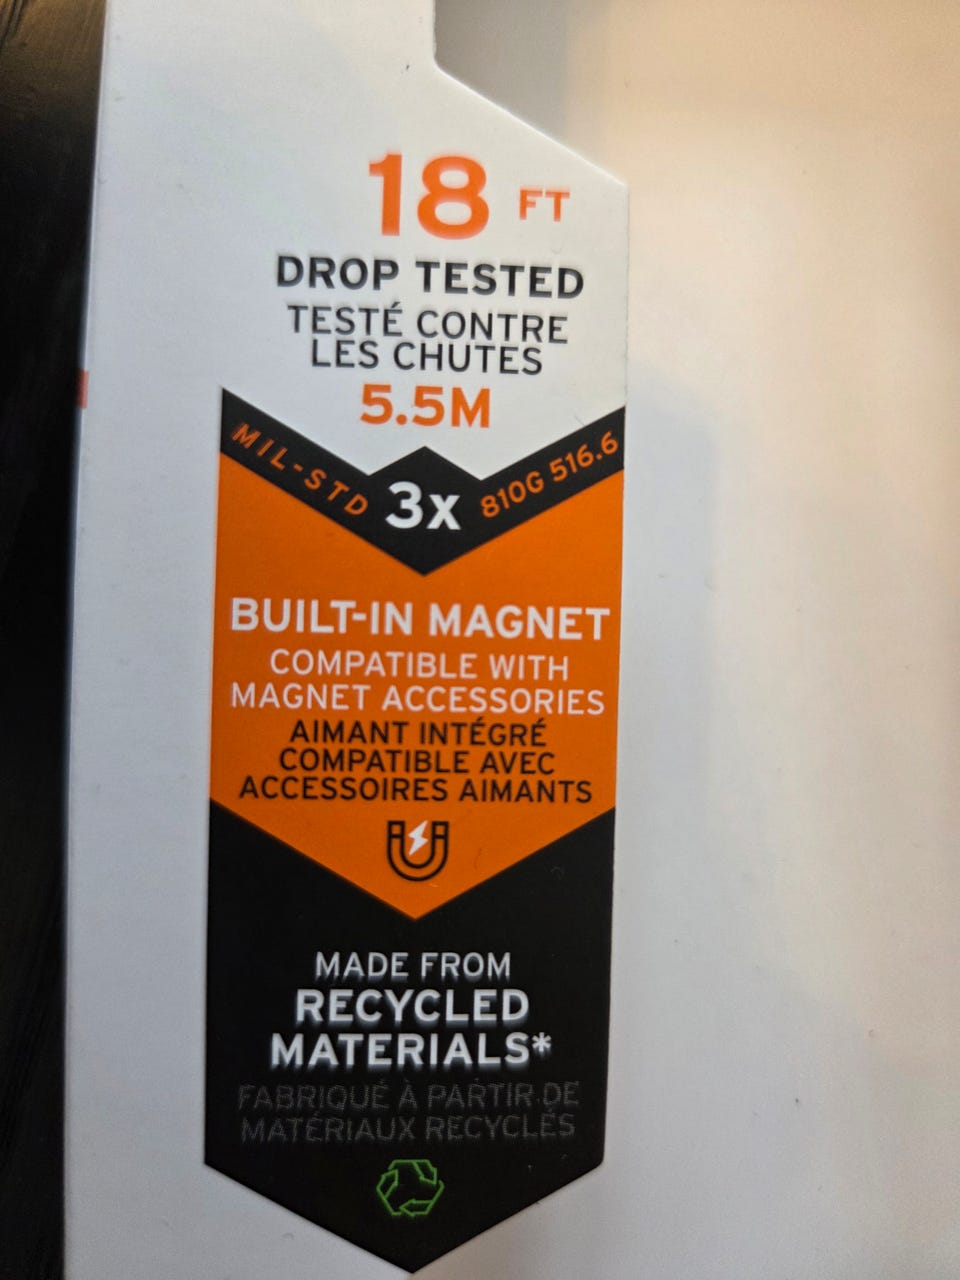 18 FT
DROP TESTED
TESTÉ CONTRE
LES CHUTES
5.5M
MIL-STD 3x 810G 516.6
BUILT-IN MAGNET
COMPATIBLE WITH
MAGNET ACCESSORIES
AIMANT INTÉGRÉ
COMPATIBLE AVEC
ACCESSOIRES AIMANTS
MADE FROM
RECYCLED
MATERIALS*
FABRIQUÉ À PARTIR DE
MATÉRIAUX RECYCLÉS